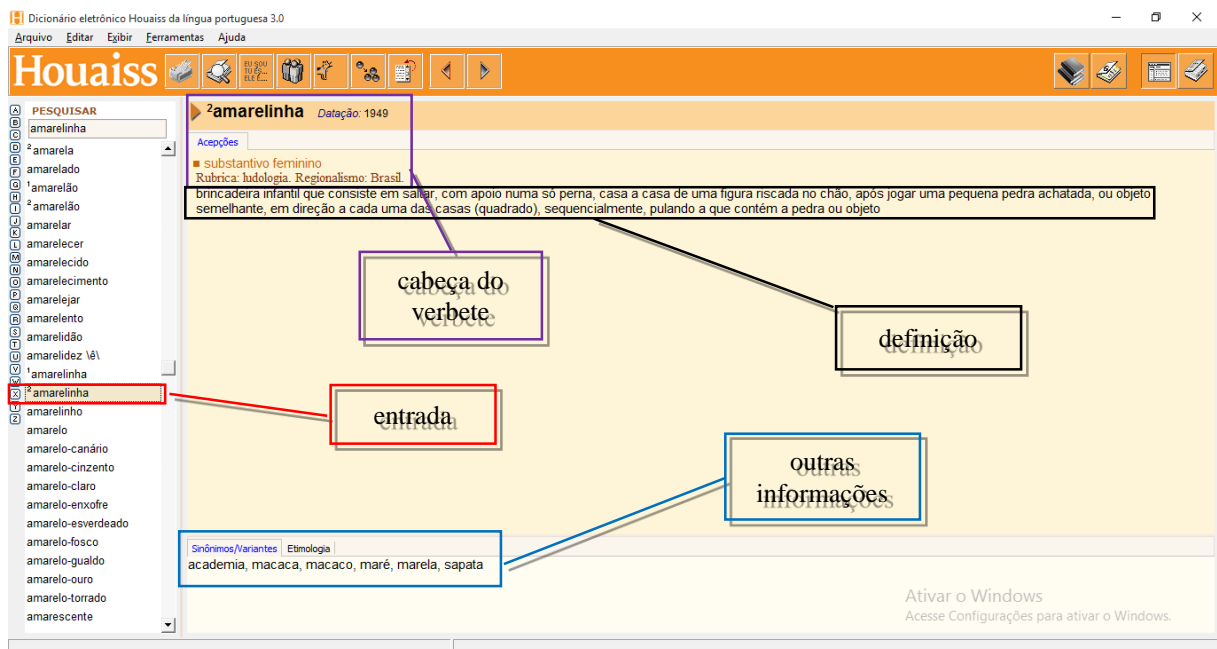 Dicionário eletrônico Houaiss da língua portuguesa 3.0
Arquivo Editar Exibir Ferramentas Ajuda
Houaiss
EU SOU
TU ÉS...
ELE É...
A
B
C
D
E
F
G
H
I
J
K
L
M
N
O
P
Q
R
S
T
U
V
W
X
Y
Z
PESQUISAR
amarelinha
²amarela
amarelado
¹amarelão
²amarelão
amarelar
amarelecer
amarelecido
amarelecimento
amarelejar
amarelento
amarelidão
amarelidez \ê\
¹amarelinha
²amarelinha
amarelinho
amarelo
amarelo-canário
amarelo-cinzento
amarelo-claro
amarelo-enxofre
amarelo-esverdeado
amarelo-fosco
amarelo-gualdo
amarelo-ouro
amarelo-torrado
amarescente
²amarelinha Datação: 1949
Acepções
substantivo feminino
Rubrica: ludologia. Regionalismo: Brasil.
brincadeira infantil que consiste em saltar, com apoio numa só perna, casa a casa de uma figura riscada no chão, após jogar uma pequena pedra achatada, ou objeto
semelhante, em direção a cada uma das casas (quadrado), sequencialmente, pulando a que contém a pedra ou objeto
cabeça do
verbete
definição
entrada
outras
informações
Sinônimos/Variantes Etimologia
academia, macaca, macaco, maré, marela, sapata
Ativar o Windows
Acesse Configurações para ativar o Windows.